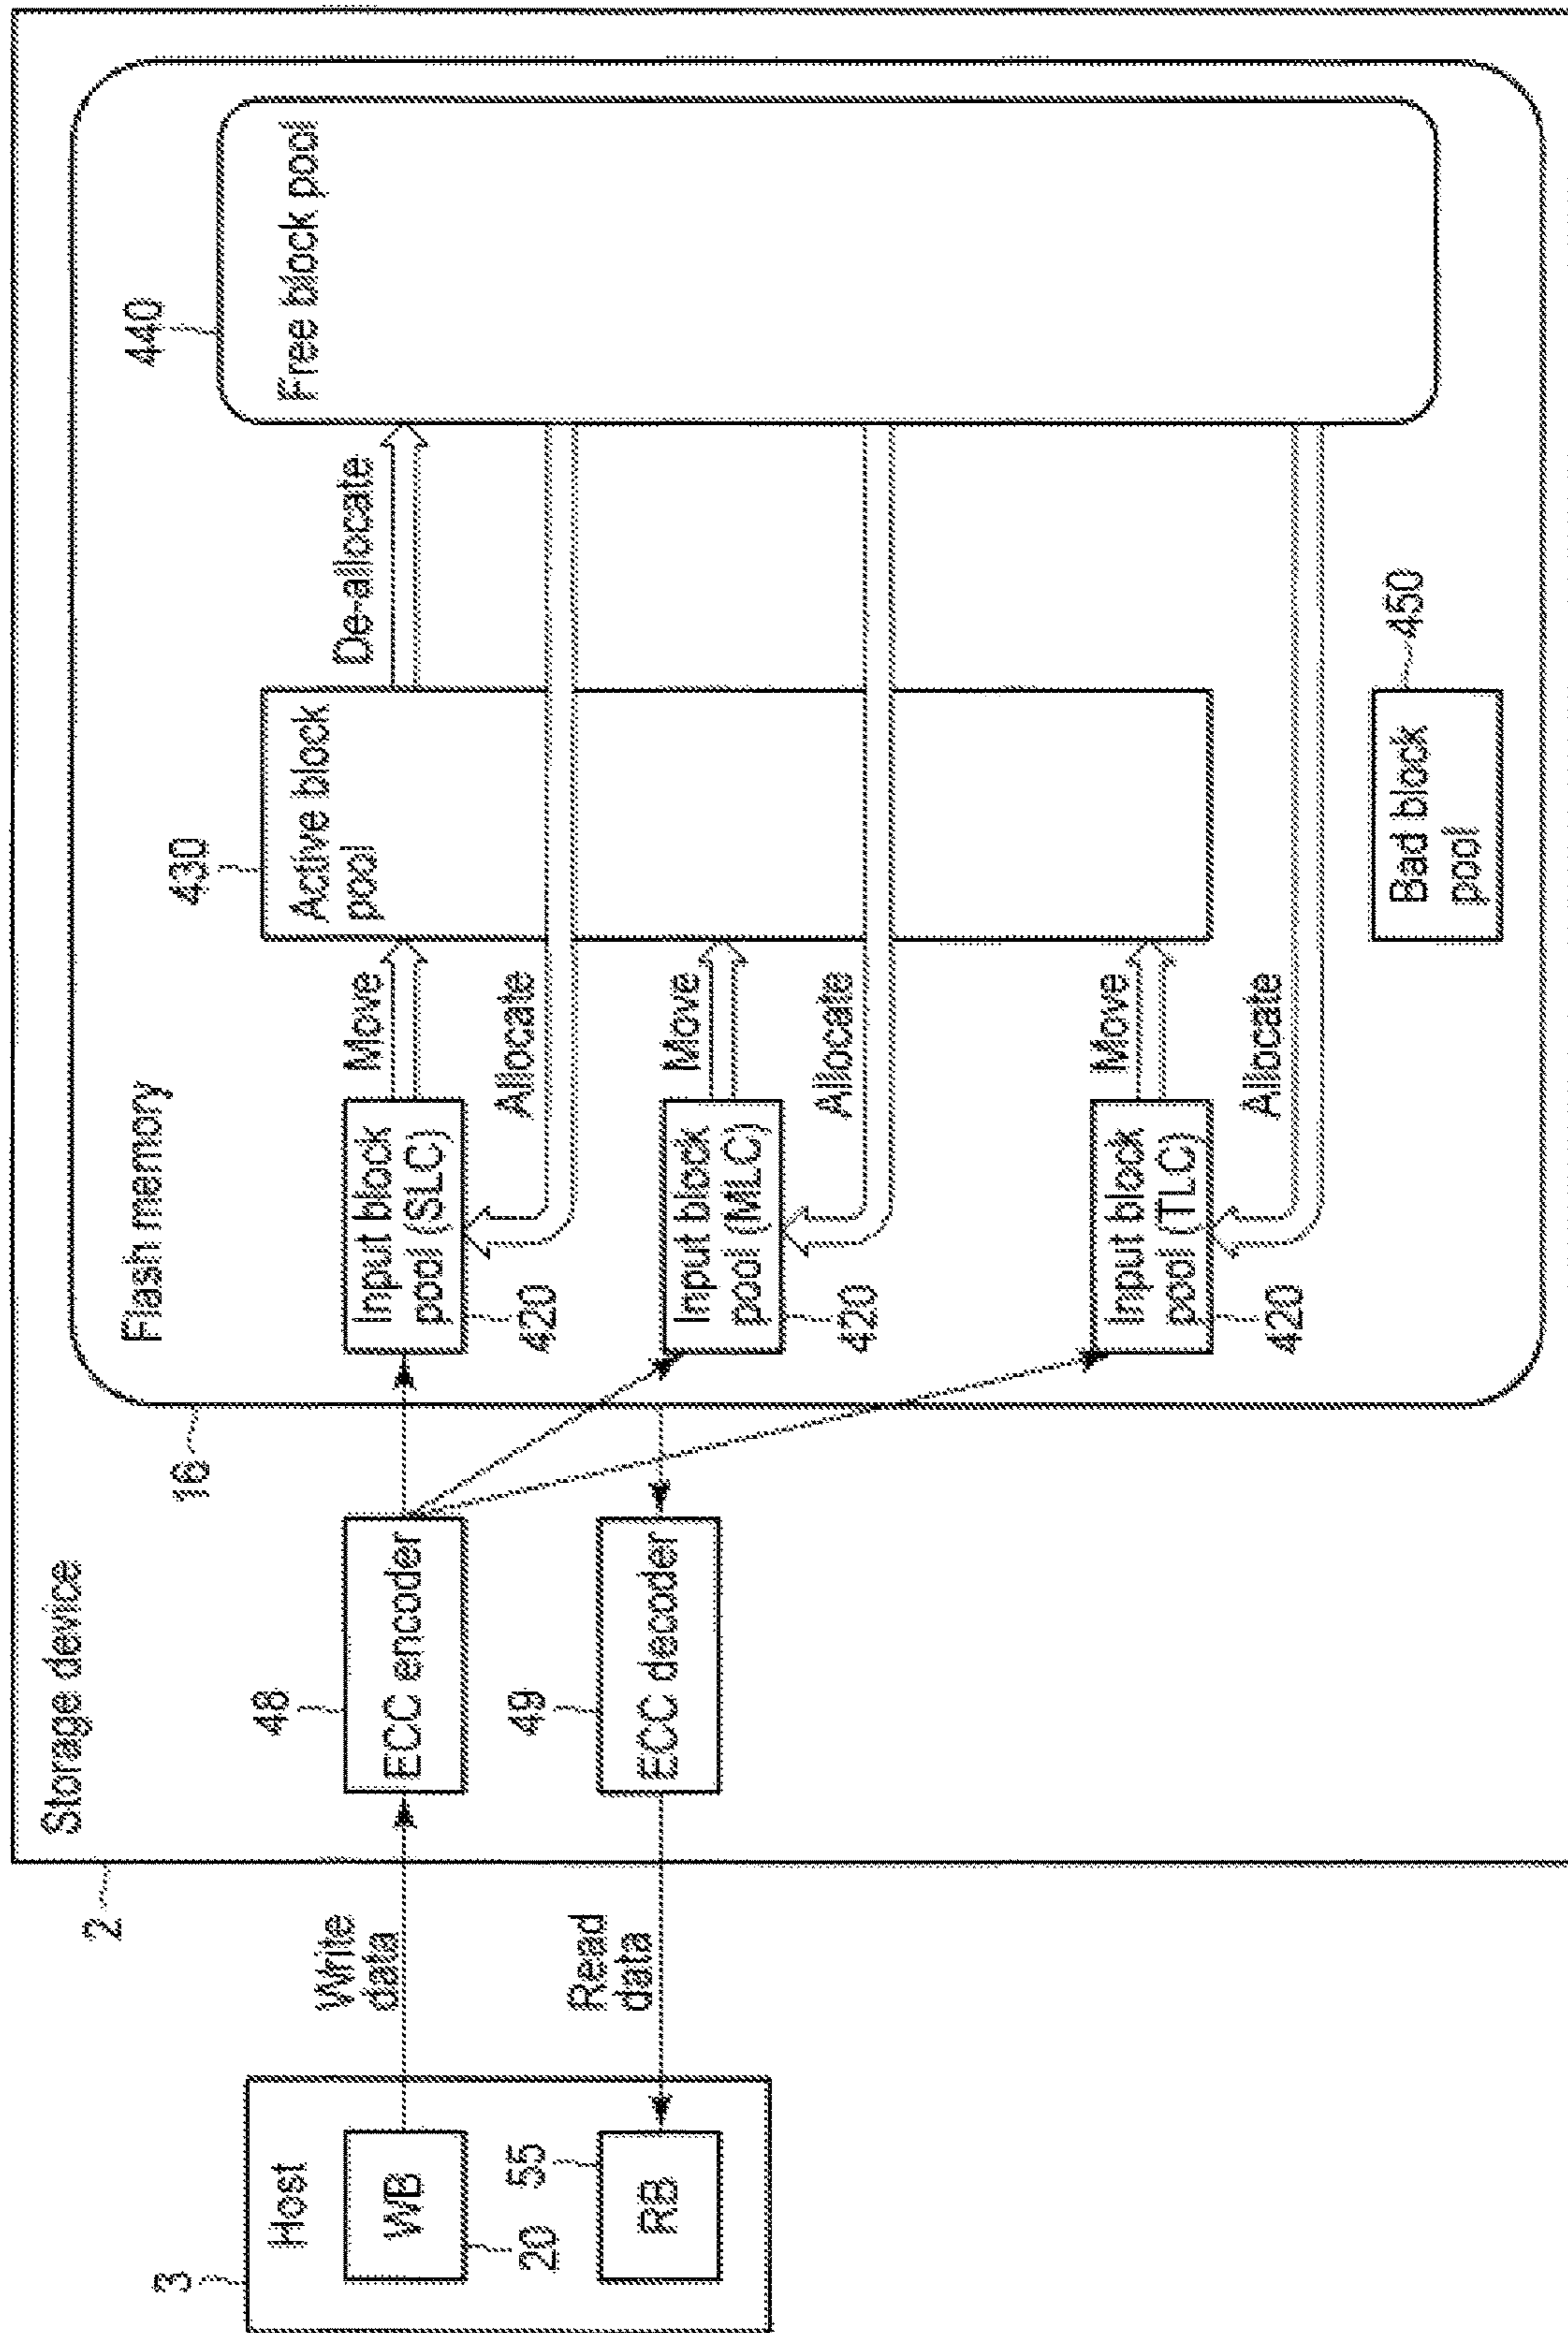 Storage device
2
Flash memory
16
440
Free block pool
De-allocate
430
Active block
pool
Move
Allocate
Input block
pool (SLC)
420
Move
Allocate
Input block
pool (MLC)
420
Move
Allocate
Input block
pool (TLC)
420
Bad block
pool
450
48
ECC encoder
49
ECC decoder
Write
data
Read
data
3
Host
WB
20
55
RB